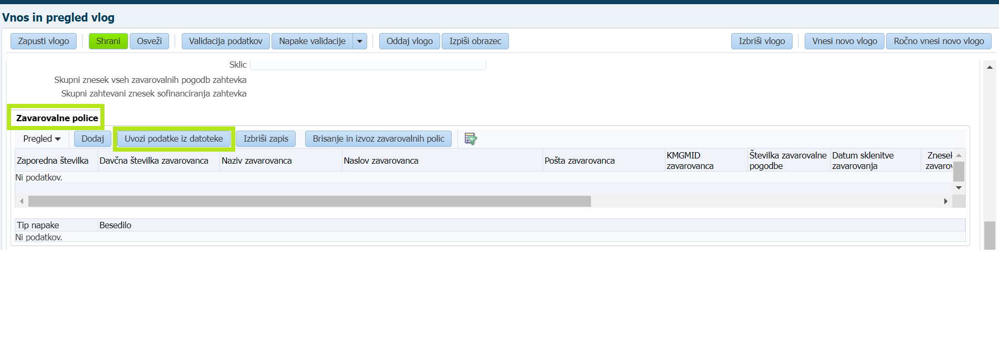 Vnos in pregled vlog
Zapusti vlogo Shrani Osveži Validacija podatkov Napake validacije Oddaj vlogo Izpiši obrazec Izbriši vlogo Vnesi novo vlogo Ročno vnesi novo vlogo
Sklic
Skupni znesek vseh zavarovalnih pogodb zahtevka
Skupni zahtevani znesek sofinanciranja zahtevka
Zavarovalne police
Pregled Dodaj Uvozi podatke iz datoteke Izbriši zapis Brisanje in izvoz zavarovalnih polic
Zaporedna številka Davčna številka zavarovanca Naziv zavarovanca Naslov zavarovanca Pošta zavarovanca KMGMID zavarovanca Številka zavarovalne pogodbe Datum sklenitve zavarovanja Znesek zavarov
Ni podatkov.
Tip napake Besedilo
Ni podatkov.